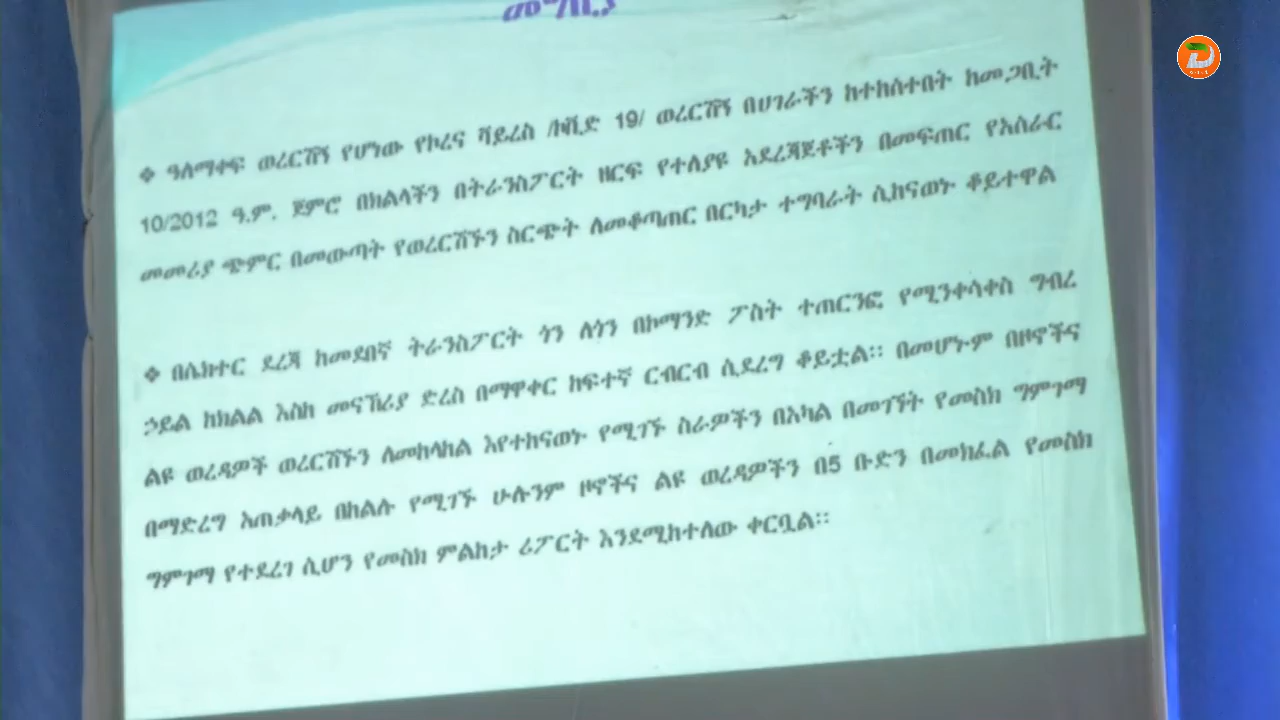 መግቢያ
❖ ዓለማቀፍ ወረርሽኝ የሆነው የኮረና ቫይረስ /ኮቪድ 19/ ወረርሽኝ በሀገራችን ከተከሰተበት ከመጋቢት
10/2012 ዓ.ም. ጀምሮ በክልላችን በትራንስፖርት ዘርፍ የተለያዩ አደረጃጀቶችን በመፍጠር የአሰራር
መመሪያ ጭምር በመውጣት የወረርሽኙን ስርጭት ለመቆጣጠር በርካታ ተግባራት ሲከናወኑ ቆይተዋል
❖ በሴክተር ደረጃ ከመደበኛ ትራንስፖርት ጎን ለጎን በኮማንድ ፖስት ተጠርንፎ የሚንቀሳቀስ ግብረ
ኃይል ከክልል እስከ መናኸሪያ ድረስ በማዋቀር ከፍተኛ ርብርብ ሲደረግ ቆይቷል። በመሆኑም በዞኖችና
ልዩ ወረዳዎች ወረርሽኙን ለመከላከል እየተከናወኑ የሚገኙ ስራዎችን በአካል በመገኘት የመስክ ግምገማ
በማድረግ አጠቃላይ በክልሉ የሚገኙ ሁሉንም ዞኖችና ልዩ ወረዳዎችን በ5 ቡድን በመክፈል የመስክ
ግምገማ የተደረገ ሲሆን የመስክ ምልከታ ሪፖርት እንደሚከተለው ቀርቧል።